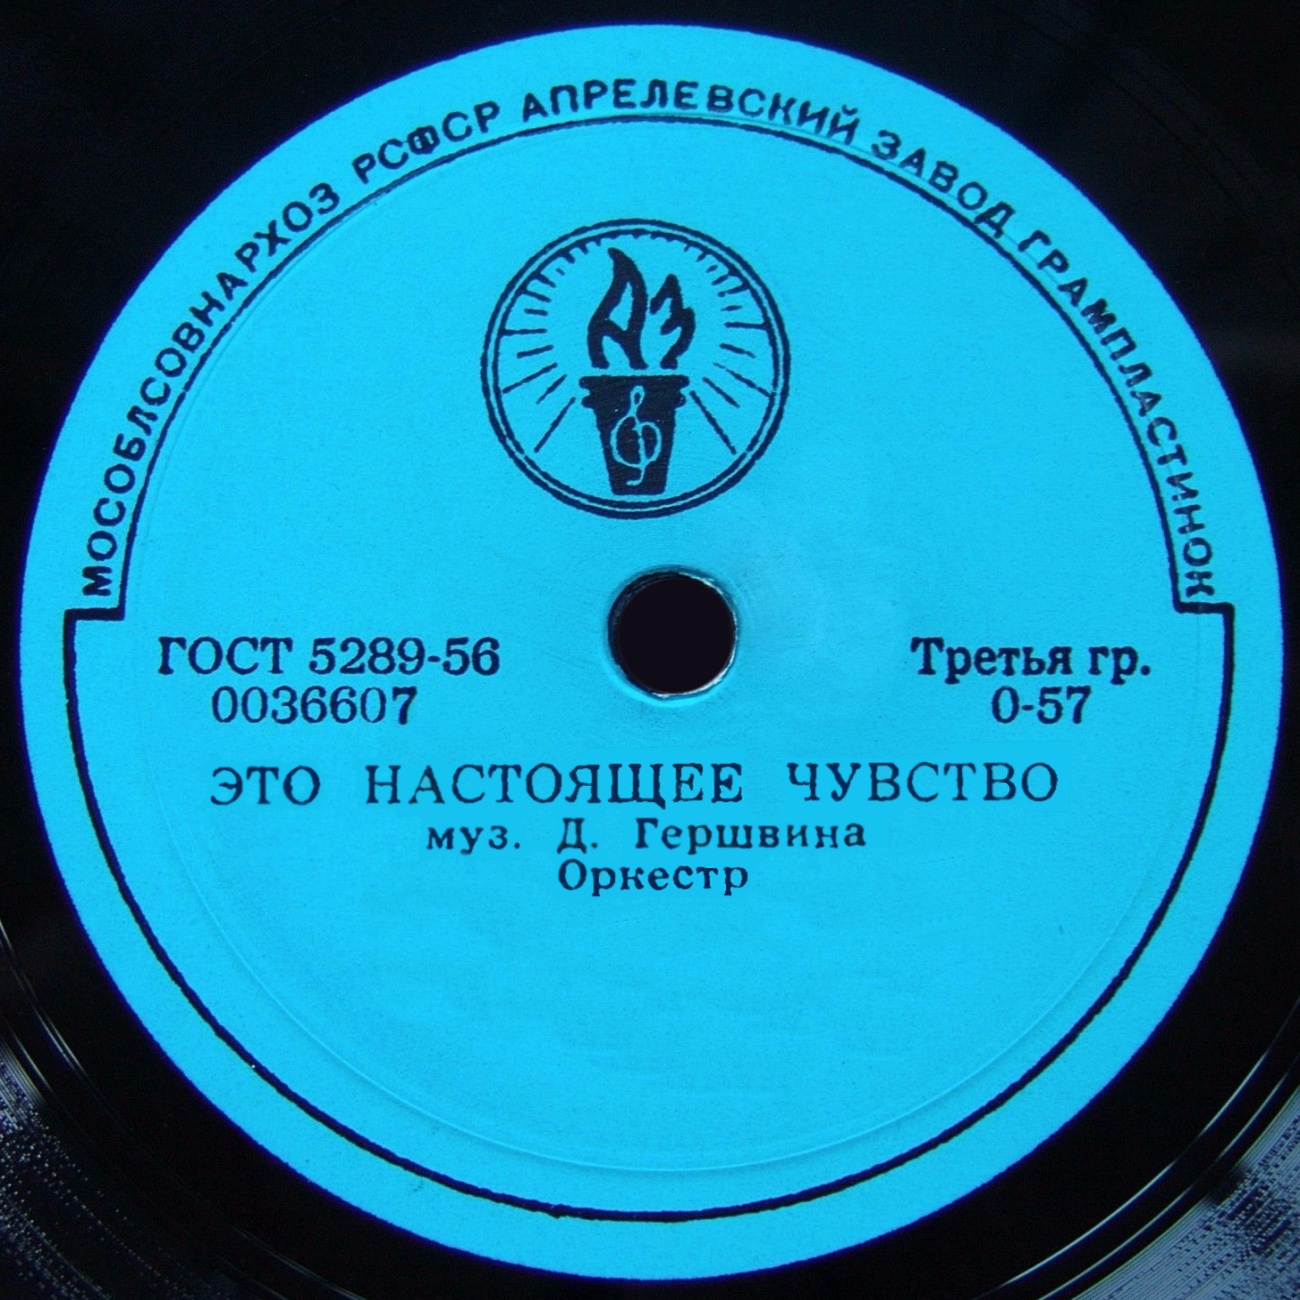 МОСОБЛСОВНАРХОЗ РСФСР АПРЕЛЕВСКИЙ ЗАВОД ГРАМПЛАСТИНОК
АЗ
ГОСТ 5289-56
0036607
Третья гр.
0-57
ЭТО НАСТОЯЩЕЕ ЧУВСТВО
муз. Д. Гершвина
Оркестр